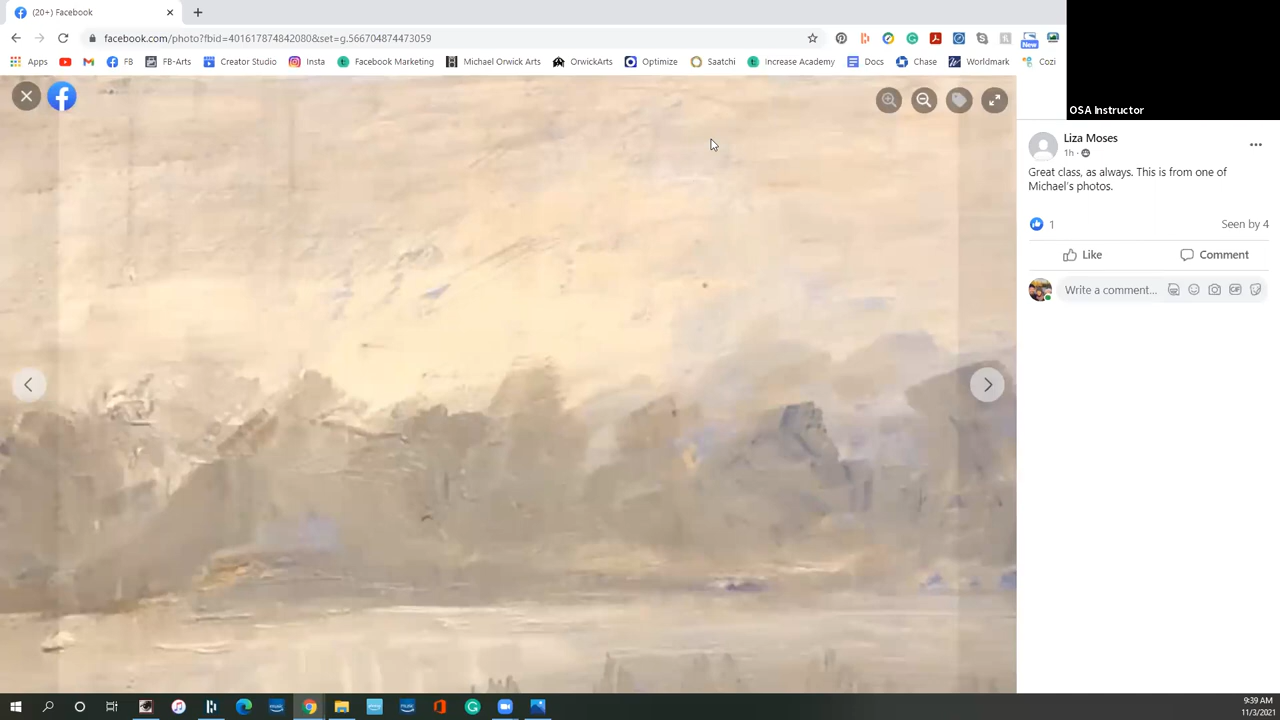 (20+) Facebook
facebook.com/photo?fbid=401617874842080&set=g.566704874473059
New
Apps FB FB-Arts Creator Studio Insta Facebook Marketing Michael Orwick Arts OrwickArts Optimize Saatchi Increase Academy Docs Chase Worldmark Cozi
OSA Instructor
Liza Moses
1h ·
Great class, as always. This is from one of
Michael's photos.
1 Seen by 4
Like Comment
Write a comment...
GIF
9:39 AM
11/3/2021